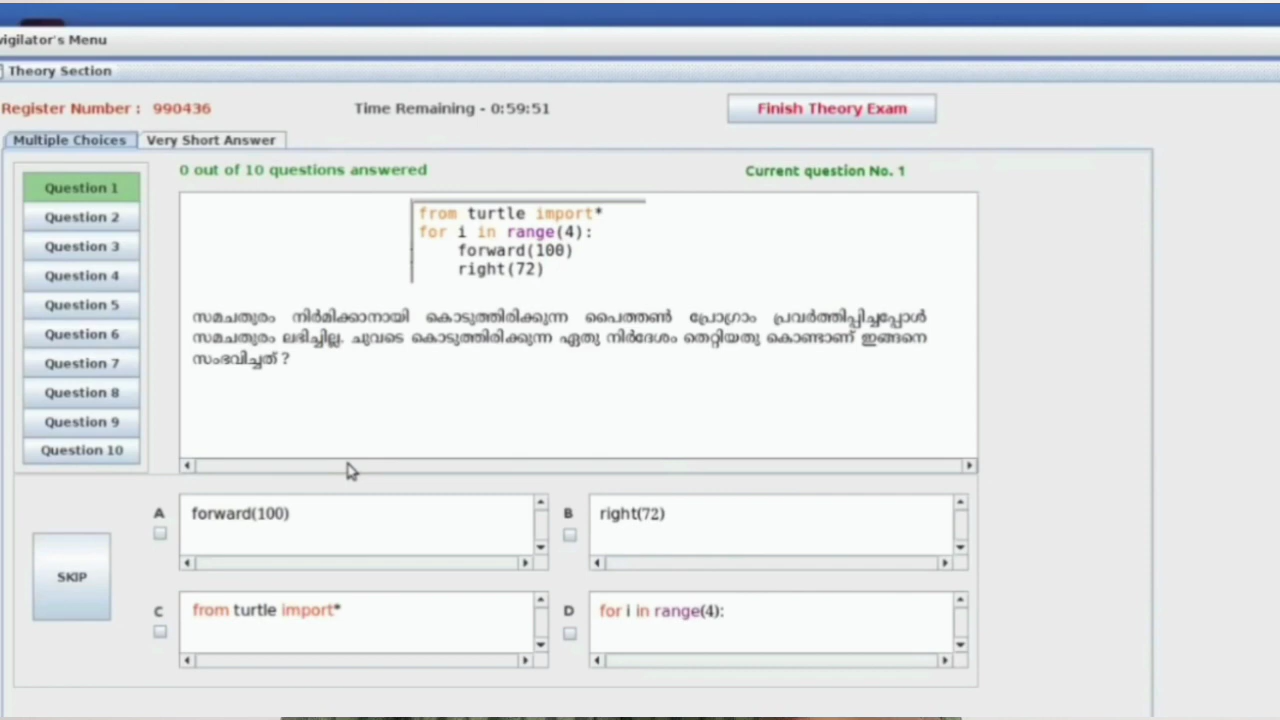 vigilator's Menu
Theory Section
Register Number : 990436
Time Remaining - 0:59:51
Finish Theory Exam
Multiple Choices
Very Short Answer
0 out of 10 questions answered
Current question No. 1
Question 1
Question 2
Question 3
Question 4
Question 5
Question 6
Question 7
Question 8
Question 9
Question 10
from turtle import*
for i in range(4):
forward(100)
right(72)
സമചതുരം നിർമിക്കാനായി കൊടുത്തിരിക്കുന്ന പൈത്തൺ പ്രോഗ്രാം പ്രവർത്തിപ്പിച്ചപ്പോൾ
സമചതുരം ലഭിച്ചില്ല. ചുവടെ കൊടുത്തിരിക്കുന്ന ഏതു നിർദേശം തെറ്റിയതു കൊണ്ടാണ് ഇങ്ങനെ
സംഭവിച്ചത് ?
SKIP
A
forward(100)
B
right(72)
C
from turtle import*
D
for i in range(4):